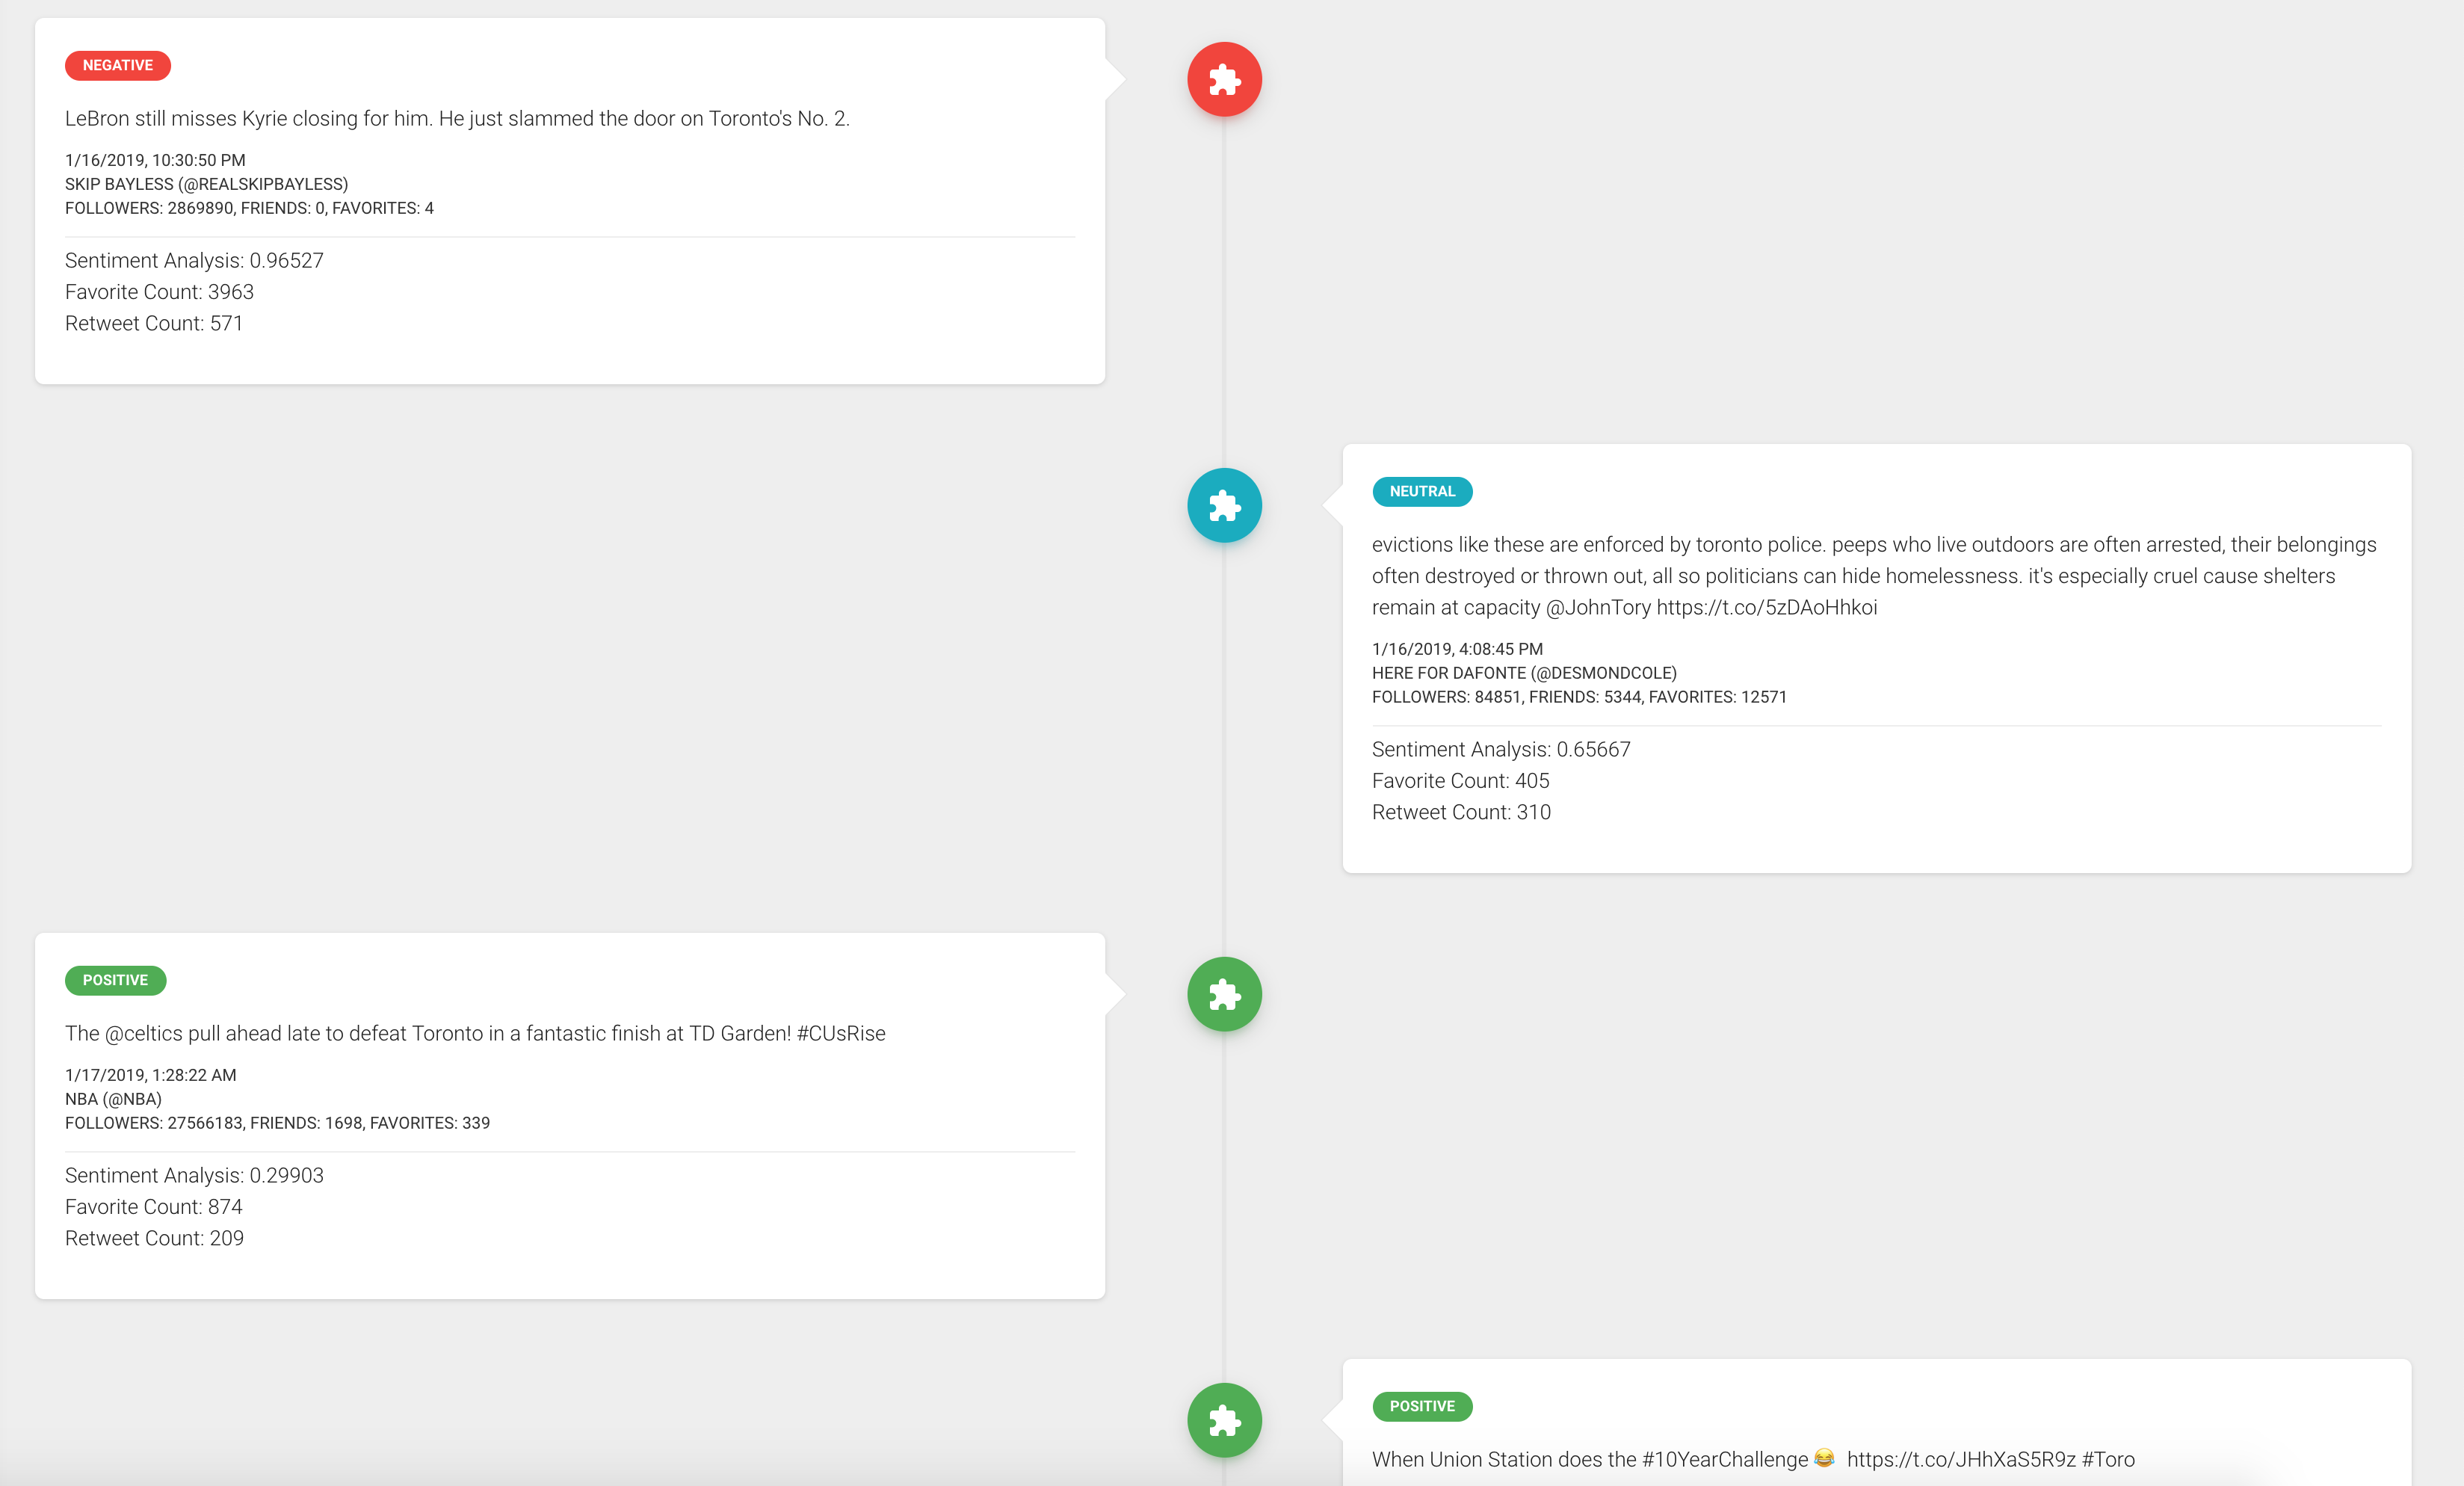 NEGATIVE
LeBron still misses Kyrie closing for him. He just slammed the door on Toronto's No. 2.
1/16/2019, 10:30:50 PM
SKIP BAYLESS (@REALSKIPBAYLESS)
FOLLOWERS: 2869890, FRIENDS: 0, FAVORITES: 4
Sentiment Analysis: 0.96527
Favorite Count: 3963
Retweet Count: 571
NEUTRAL
evictions like these are enforced by toronto police. peeps who live outdoors are often arrested, their belongings
often destroyed or thrown out, all so politicians can hide homelessness. it's especially cruel cause shelters
remain at capacity @JohnTory https://t.co/5zDAoHhkoi
1/16/2019, 4:08:45 PM
HERE FOR DAFONTE (@DESMONDCOLE)
FOLLOWERS: 84851, FRIENDS: 5344, FAVORITES: 12571
Sentiment Analysis: 0.65667
Favorite Count: 405
Retweet Count: 310
POSITIVE
The @celtics pull ahead late to defeat Toronto in a fantastic finish at TD Garden! #CUsRise
1/17/2019, 1:28:22 AM
NBA (@NBA)
FOLLOWERS: 27566183, FRIENDS: 1698, FAVORITES: 339
Sentiment Analysis: 0.29903
Favorite Count: 874
Retweet Count: 209
POSITIVE
When Union Station does the #10YearChallenge 😂 https://t.co/JHhXaS5R9z #Toro